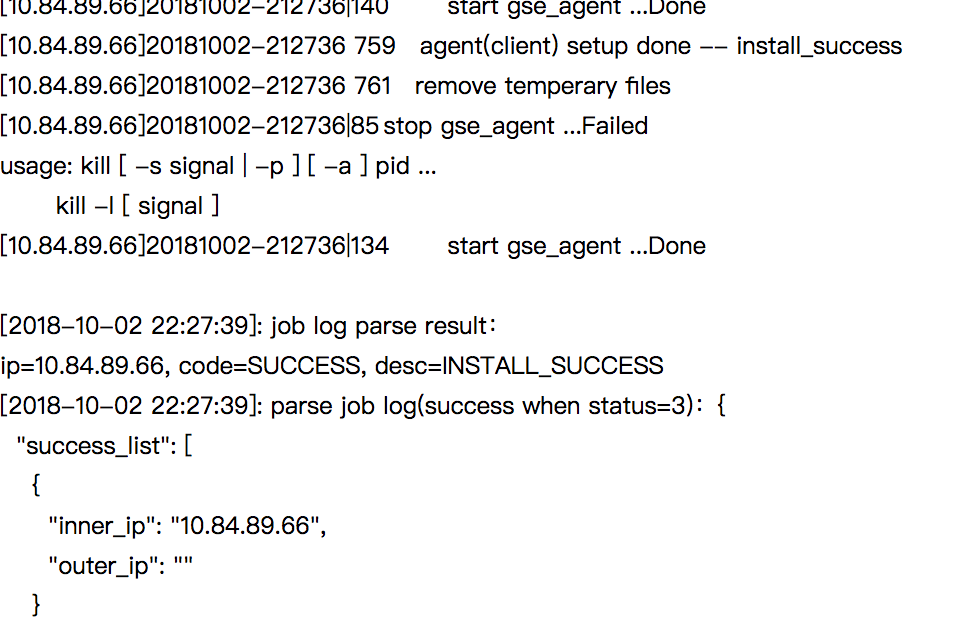 [10.84.89.66]20181002-212736|140 start gse_agent ...Done
[10.84.89.66]20181002-212736 759 agent(client) setup done -- install_success
[10.84.89.66]20181002-212736 761 remove temperary files
[10.84.89.66]20181002-212736|85 stop gse_agent ...Failed
usage: kill [ -s signal | -p ] [ -a ] pid ...
kill -l [ signal ]
[10.84.89.66]20181002-212736|134 start gse_agent ...Done
[2018-10-02 22:27:39]: job log parse result：
ip=10.84.89.66, code=SUCCESS, desc=INSTALL_SUCCESS
[2018-10-02 22:27:39]: parse job log(success when status=3)：{
"success_list": [
{
"inner_ip": "10.84.89.66",
"outer_ip": ""
}